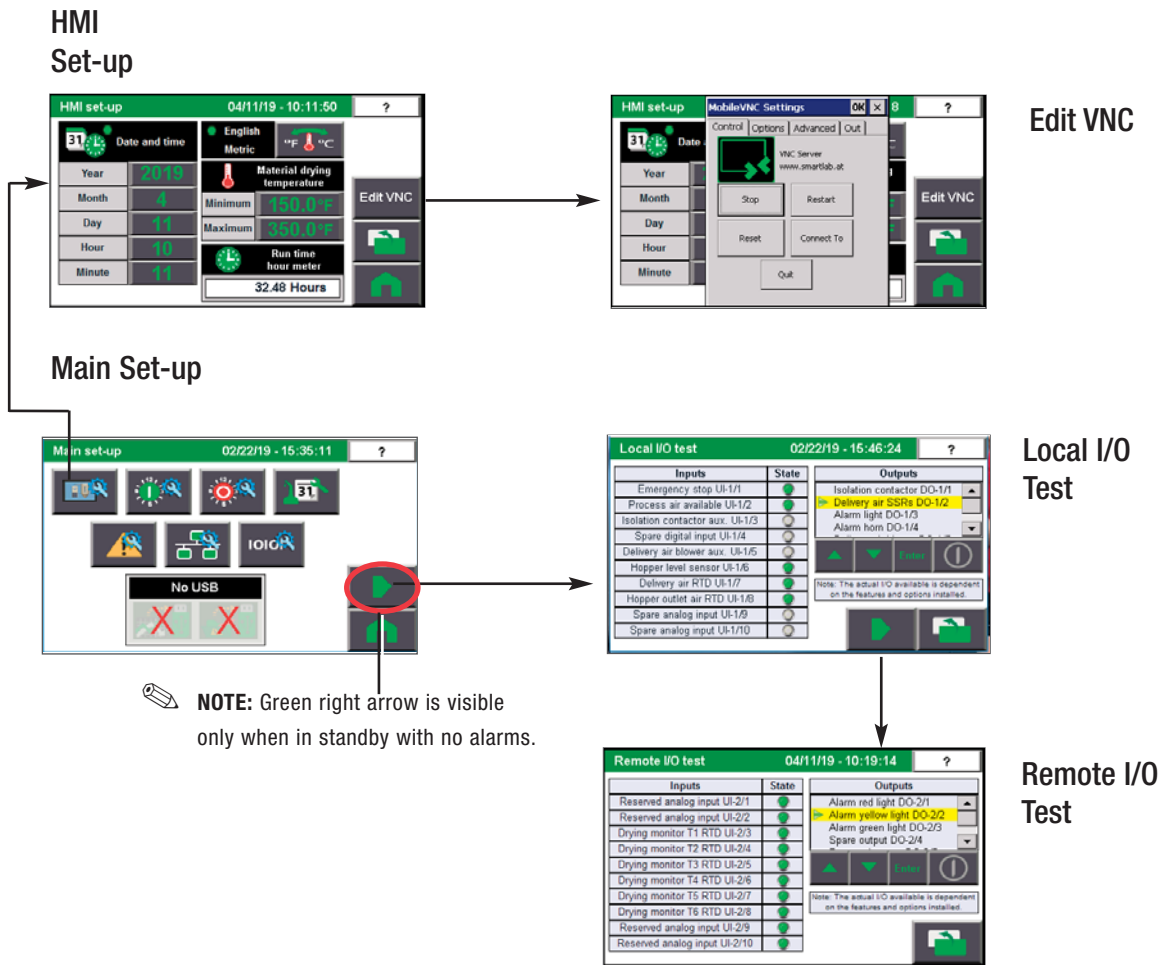 HMI
Set-up
HMI set-up 04/11/19 - 10:11:50 ?
31 Date and time
English
Metric
°F °C
Year 2019
Month 4
Day 11
Hour 10
Minute 11
Material drying
temperature
Minimum 150.0°F
Maximum 350.0°F
Run time
hour meter
32.48 Hours
Edit VNC
HMI set-up
MobileVNC Settings OK ×
8 ?
Control Options Advanced Out
VNC Server
www.smartlab.at
Stop Restart
Reset Connect To
Quit
31 Date
Year
Month
Day
Hour
Minute
Edit VNC
Edit VNC
Main Set-up
Main set-up 02/22/19 - 15:35:11 ?
31
IOIO
No USB
NOTE: Green right arrow is visible
only when in standby with no alarms.
Local I/O test 02/22/19 - 15:46:24 ?
Inputs State
Emergency stop UI-1/1
Process air available UI-1/2
Isolation contactor aux. UI-1/3
Spare digital input UI-1/4
Delivery air blower aux. UI-1/5
Hopper level sensor UI-1/6
Delivery air RTD UI-1/7
Hopper outlet air RTD UI-1/8
Spare analog input UI-1/9
Spare analog input UI-1/10
Outputs
Isolation contactor DO-1/1
Delivery air SSRs DO-1/2
Alarm light DO-1/3
Alarm horn DO-1/4
Enter
Note: The actual I/O available is dependent
on the features and options installed.
Local I/O
Test
Remote I/O test 04/11/19 - 10:19:14 ?
Inputs State
Reserved analog input UI-2/1
Reserved analog input UI-2/2
Drying monitor T1 RTD UI-2/3
Drying monitor T2 RTD UI-2/4
Drying monitor T3 RTD UI-2/5
Drying monitor T4 RTD UI-2/6
Drying monitor T5 RTD UI-2/7
Drying monitor T6 RTD UI-2/8
Reserved analog input UI-2/9
Reserved analog input UI-2/10
Outputs
Alarm red light DO-2/1
Alarm yellow light DO-2/2
Alarm green light DO-2/3
Spare output DO-2/4
Enter
Note: The actual I/O available is dependent
on the features and options installed.
Remote I/O
Test